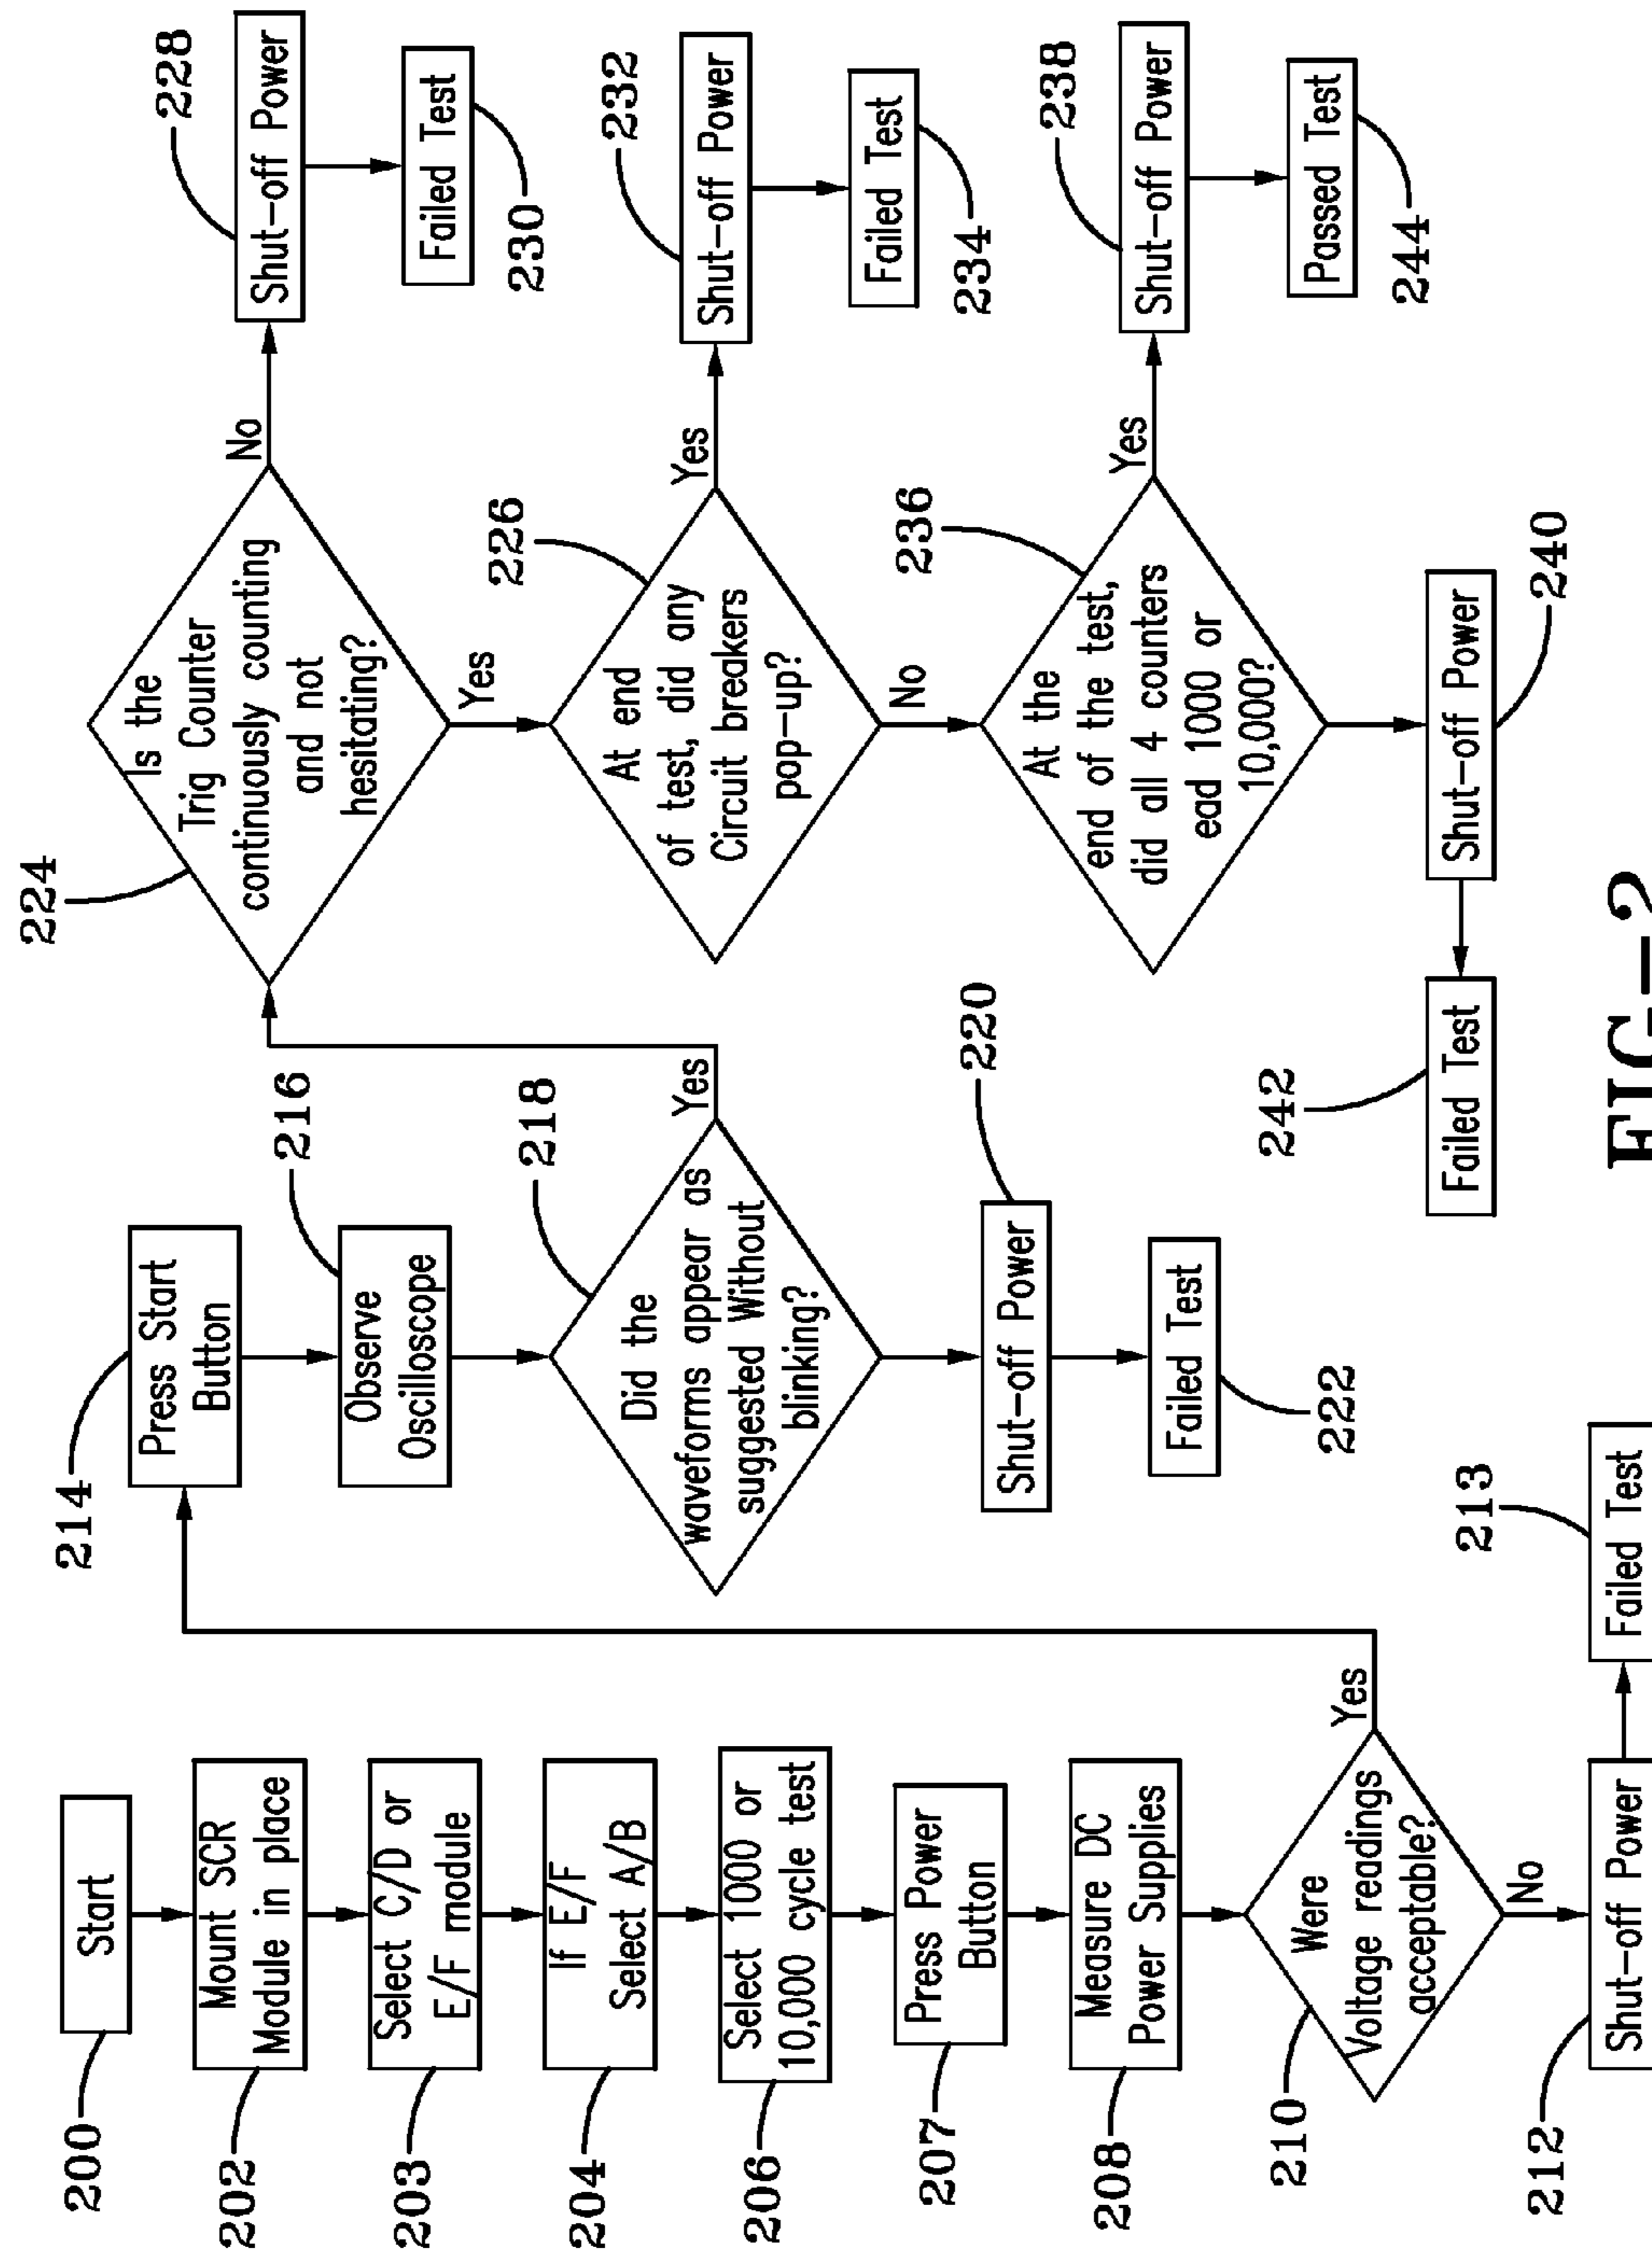 200
Start
202
Mount SCR
Module in place
203
Select C/D or
E/F module
204
If E/F
Select A/B
206
Select 1000 or
10,000 cycle test
207
Press Power
Button
208
Measure DC
Power Supplies
210
Were
Voltage readings
acceptable?
Yes
No
212
Shut-off Power
213
Failed Test
214
Press Start
Button
216
Observe
Oscilloscope
218
Did the
waveforms appear as
suggested Without
blinking?
Yes
220
Shut-off Power
222
Failed Test
224
Is the
Trig Counter
continuously counting
and not
hesitating?
No
Yes
228
Shut-off Power
230
Failed Test
226
At end
of test, did any
Circuit breakers
pop-up?
Yes
No
232
Shut-off Power
234
Failed Test
236
At the
end of the test,
did all 4 counters
ead 1000 or
10,000?
Yes
238
Shut-off Power
244
Passed Test
240
Shut-off Power
242
Failed Test
FIG-2